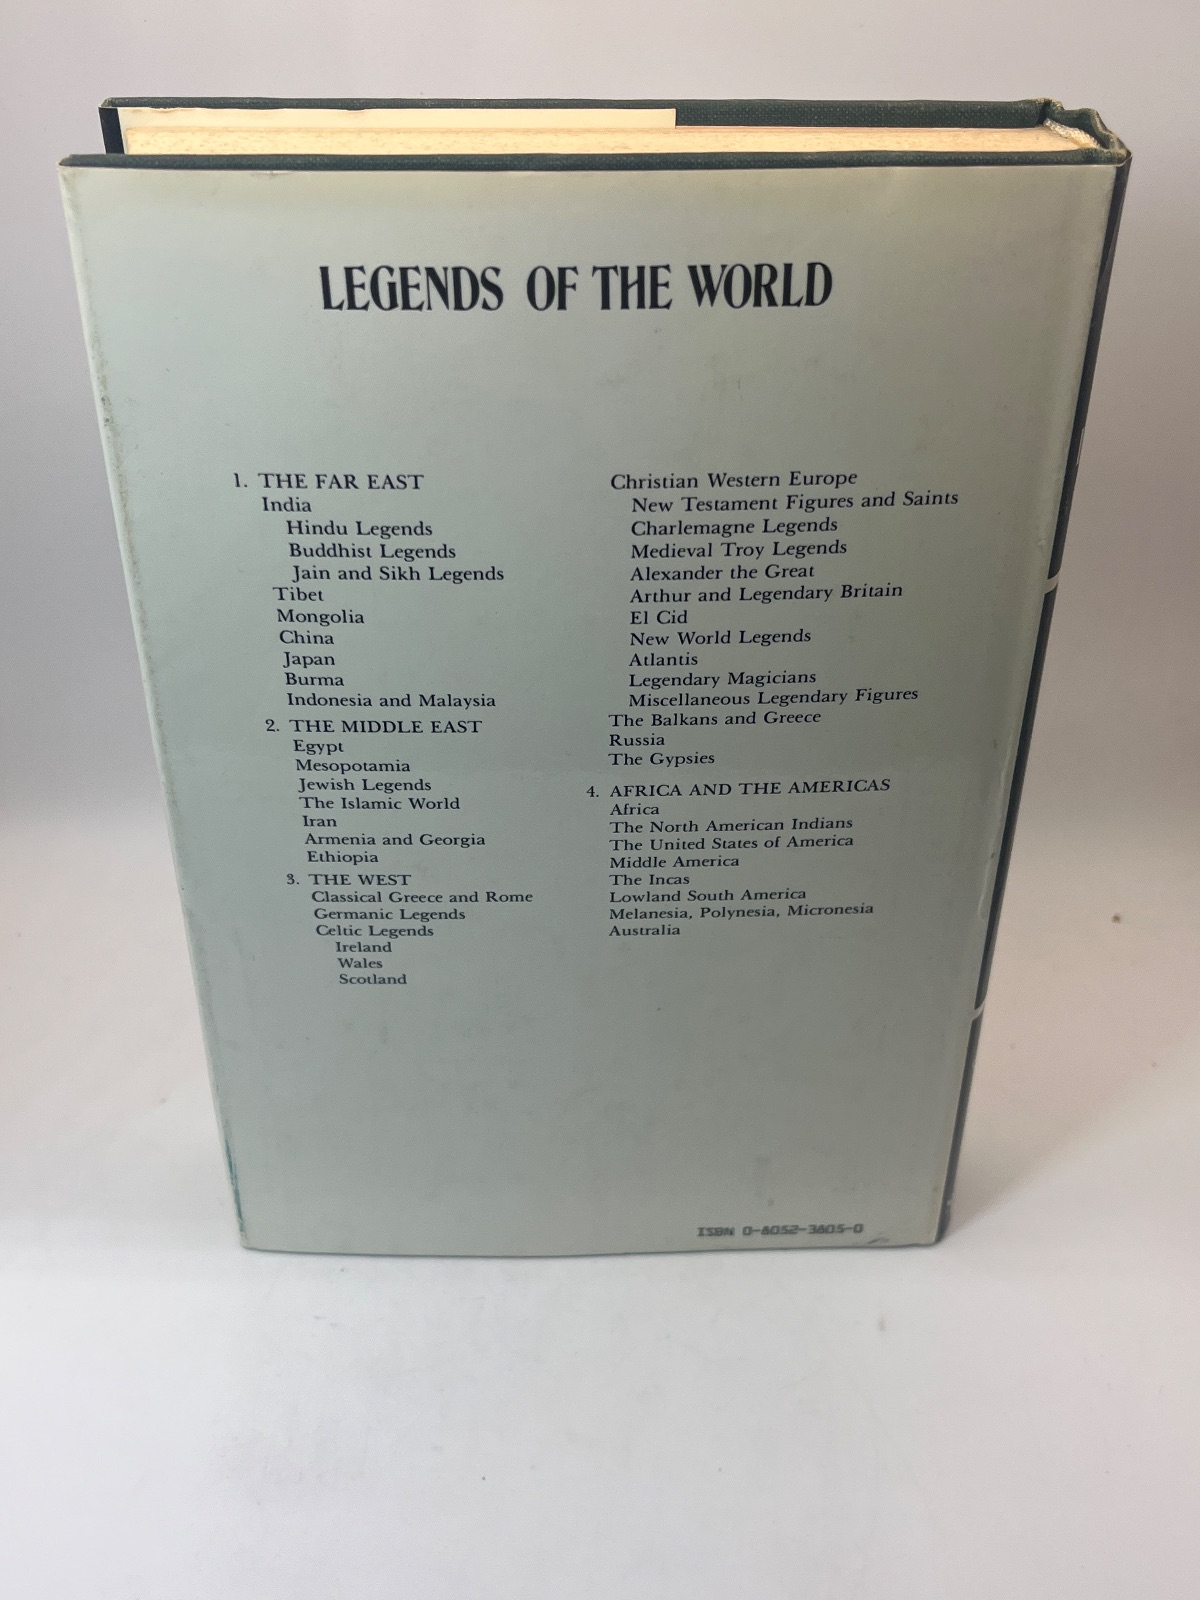 LEGENDS OF THE WORLD
1. THE FAR EAST
India
Hindu Legends
Buddhist Legends
Jain and Sikh Legends
Tibet
Mongolia
China
Japan
Burma
Indonesia and Malaysia
2. THE MIDDLE EAST
Egypt
Mesopotamia
Jewish Legends
The Islamic World
Iran
Armenia and Georgia
Ethiopia
3. THE WEST
Classical Greece and Rome
Germanic Legends
Celtic Legends
Ireland
Wales
Scotland
Christian Western Europe
New Testament Figures and Saints
Charlemagne Legends
Medieval Troy Legends
Alexander the Great
Arthur and Legendary Britain
El Cid
New World Legends
Atlantis
Legendary Magicians
Miscellaneous Legendary Figures
The Balkans and Greece
Russia
The Gypsies
4. AFRICA AND THE AMERICAS
Africa
The North American Indians
The United States of America
Middle America
The Incas
Lowland South America
Melanesia, Polynesia, Micronesia
Australia
ISBN